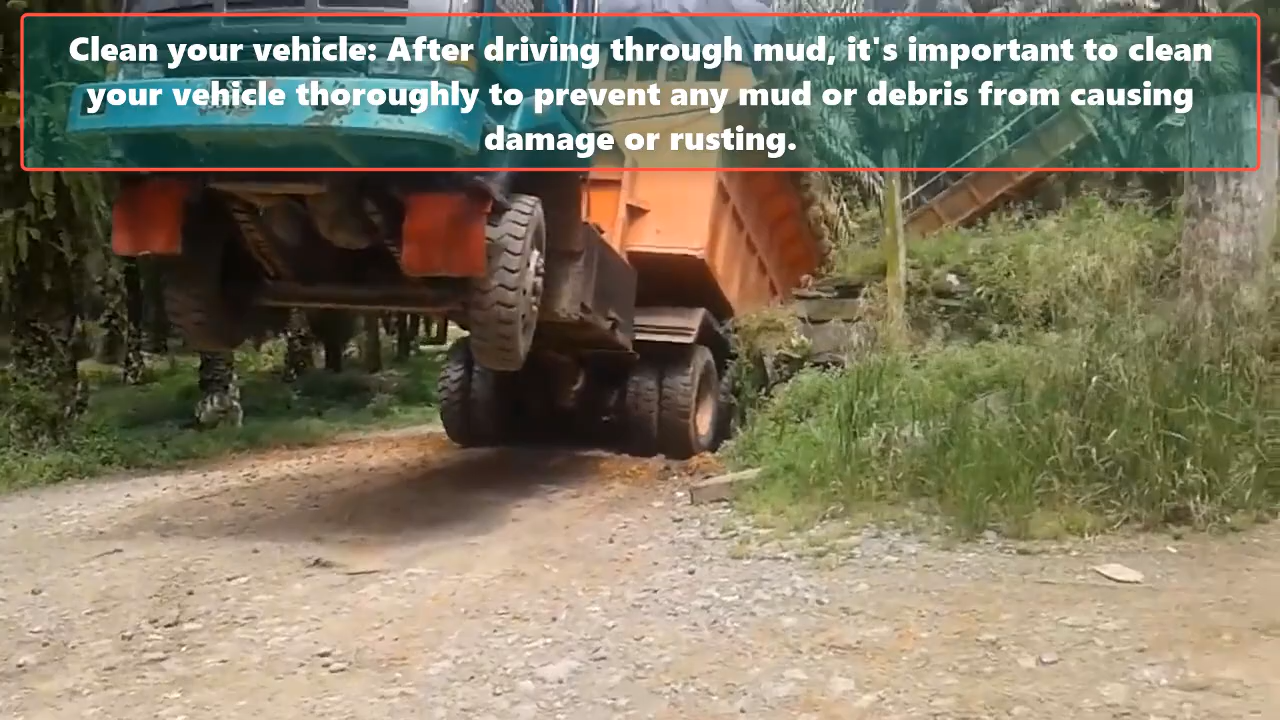 Clean your vehicle: After driving through mud, it's important to clean
your vehicle thoroughly to prevent any mud or debris from causing
damage or rusting.